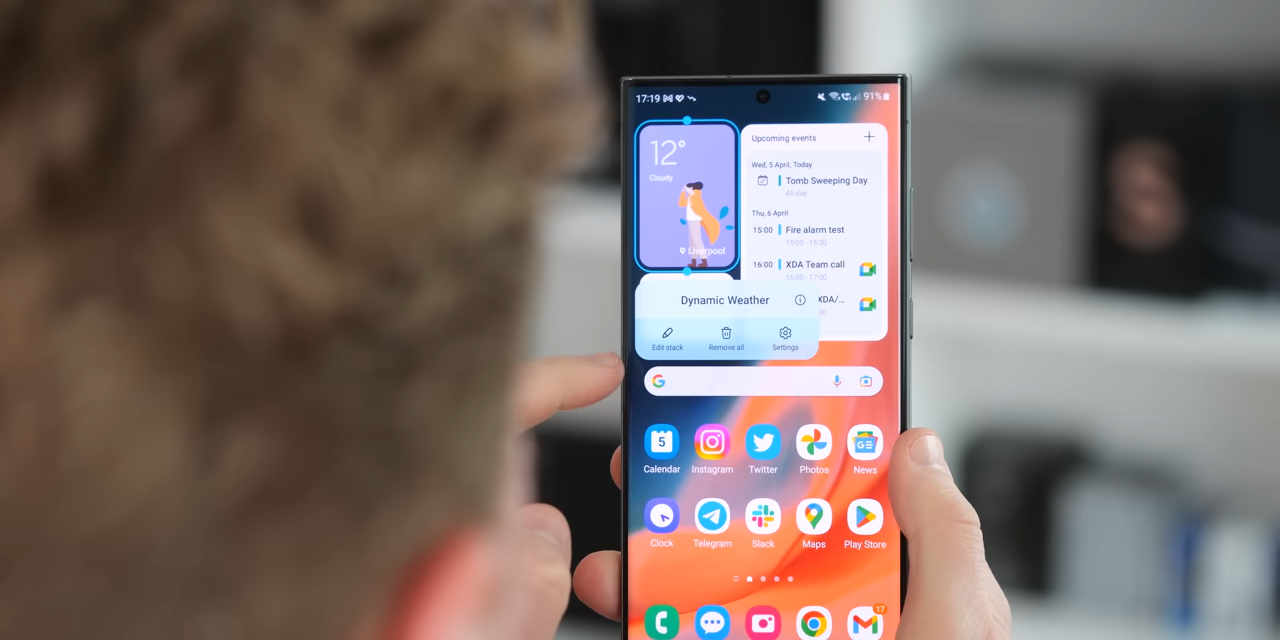 17:19
91%
12°
Cloudy
Liverpool
Upcoming events
Wed, 5 April, Today
Tomb Sweeping Day
All day
Thu, 6 April
15:00
Fire alarm test
15:00 - 15:30
16:00
XDA Team call
16:00 - 17:00
XDA/...
30
Dynamic Weather
Edit stack
Remove all
Settings
G
5
GE
Calendar
Instagram
Twitter
Photos
News
Clock
Telegram
Slack
Maps
Play Store
17